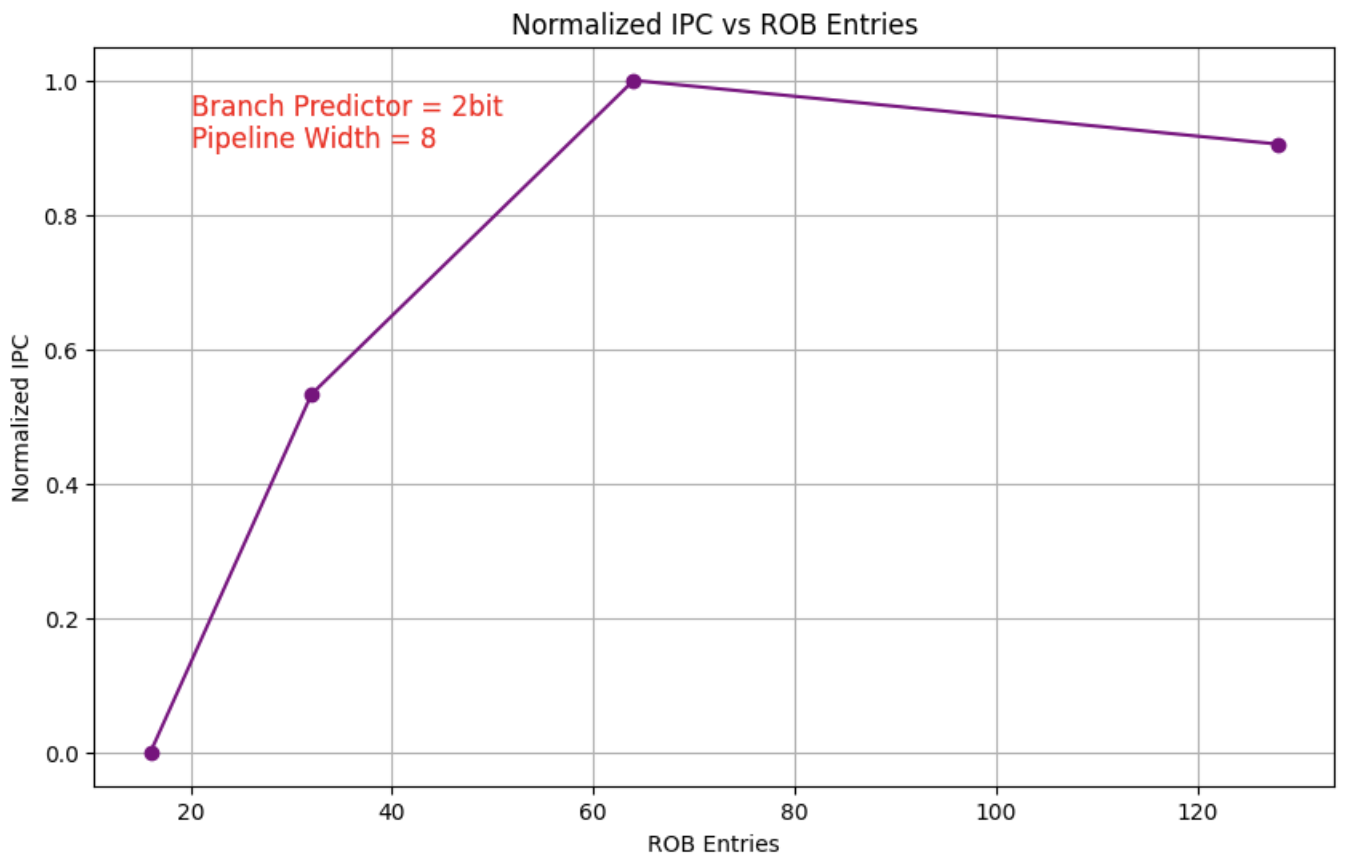 Normalized IPC vs ROB Entries
Branch Predictor = 2bit
Pipeline Width = 8
Normalized IPC
1.0
0.8
0.6
0.4
0.2
0.0
20 40 60 80 100 120
ROB Entries